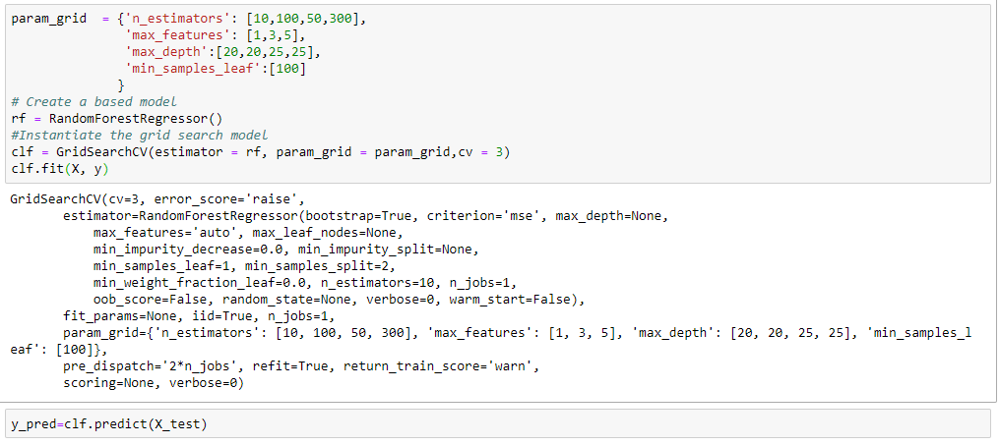 param_grid  = {'n_estimators': [10,100,50,300],
               'max_features': [1,3,5],
               'max_depth':[20,20,25,25],
               'min_samples_leaf':[100]
              }
# Create a based model
rf = RandomForestRegressor()
#Instantiate the grid search model
clf = GridSearchCV(estimator = rf, param_grid = param_grid,cv = 3)
clf.fit(X, y)
GridSearchCV(cv=3, error_score='raise',
       estimator=RandomForestRegressor(bootstrap=True, criterion='mse', max_depth=None,
           max_features='auto', max_leaf_nodes=None,
           min_impurity_decrease=0.0, min_impurity_split=None,
           min_samples_leaf=1, min_samples_split=2,
           min_weight_fraction_leaf=0.0, n_estimators=10, n_jobs=1,
           oob_score=False, random_state=None, verbose=0, warm_start=False),
       fit_params=None, iid=True, n_jobs=1,
       param_grid={'n_estimators': [10, 100, 50, 300], 'max_features': [1, 3, 5], 'max_depth': [20, 20, 25, 25], 'min_samples_l
eaf': [100]},
       pre_dispatch='2*n_jobs', refit=True, return_train_score='warn',
       scoring=None, verbose=0)
y_pred=clf.predict(X_test)